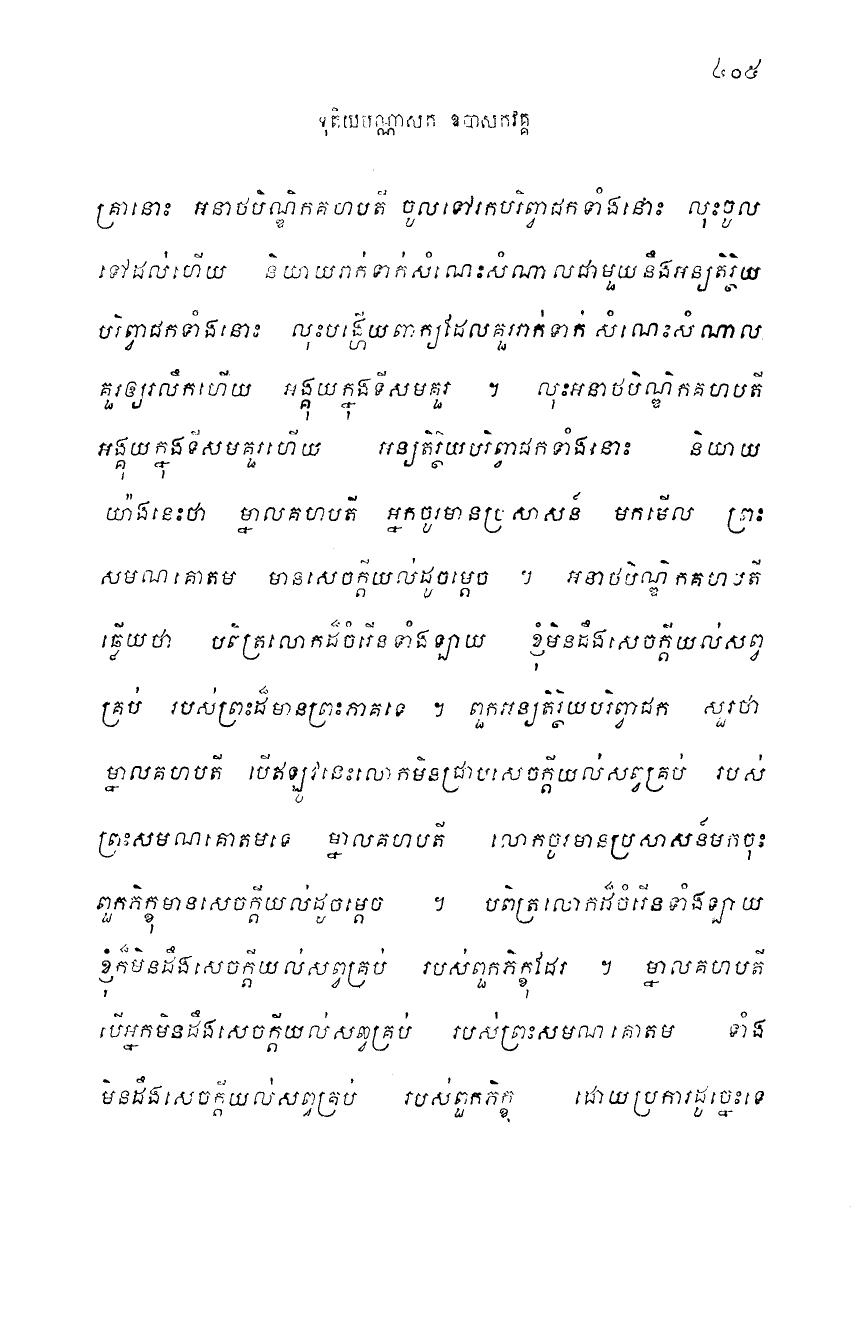 ៤០៥
ទុតិយបណ្ណាសក ឧបាសកវគ្គ
គ្រានោះ អនាថបិណ្ឌិកគហបតី ចូលទៅរកបរិព្វាជកទាំងនោះ លុះចូល
ទៅដល់ហើយ និយាយរាក់ទាក់សំណេះសំណាលជាមួយនឹងអន្យតិរ្ថិយ
បរិព្វាជកទាំងនោះ លុះបង្ហើយពាក្យដែលគួររាក់ទាក់ សំណេះសំណាល
គួរឲ្យរលឹកហើយ អង្គុយក្នុងទីសមគួរ ។ លុះអនាថបិណ្ឌិកគហបតី
អង្គុយក្នុងទីសមគួរហើយ អន្យតិរ្ថិយបរិព្វាជកទាំងនោះ និយាយ
យ៉ាងនេះថា ម្នាលគហបតី អ្នកចូរមានប្រសាសន៍ មកមើល ព្រះ
សមណគោតម មានសេចក្តីយល់ដូចម្តេច ។ អនាថបិណ្ឌិកគហបតី
ឆ្លើយថា បពិត្រលោកដ៏ចំរើនទាំងឡាយ ខ្ញុំមិនដឹងសេចក្តីយល់សព្វ
គ្រប់ របស់ព្រះដ៏មានព្រះភាគទេ ។ ពួកអន្យតិរ្ថិយបរិព្វាជក សួរថា
ម្នាលគហបតី បើឥឡូវនេះលោកមិនជ្រាបសេចក្តីយល់សព្វគ្រប់ របស់
ព្រះសមណគោតមទេ ម្នាលគហបតី លោកចូរមានប្រសាសន៍មកចុះ
ពួកភិក្ខុមានសេចក្តីយល់ដូចម្តេច ។ បពិត្រលោកដ៏ចំរើនទាំងឡាយ
ខ្ញុំក៏មិនដឹងសេចក្តីយល់សព្វគ្រប់ របស់ពួកភិក្ខុដែរ ។ ម្នាលគហបតី
បើអ្នកមិនដឹងសេចក្តីយល់សព្វគ្រប់ របស់ព្រះសមណគោតម ទាំង
មិនដឹងសេចក្តីយល់សព្វគ្រប់ របស់ពួកភិក្ខុ ដោយប្រការដូច្នេះទេ